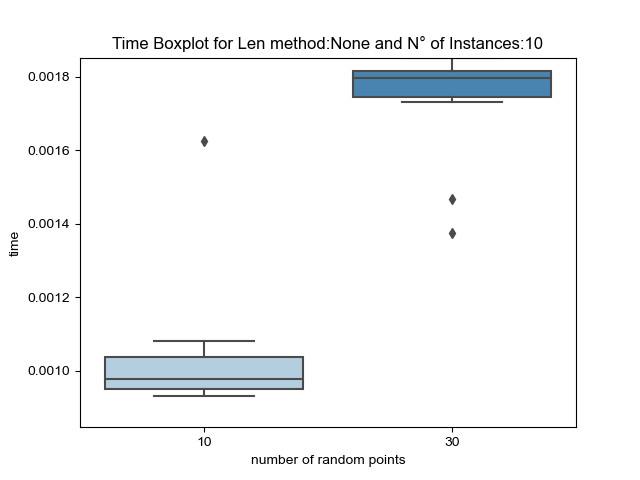 Time Boxplot for Len method:None and N° of Instances:10
0.0018
0.0016
0.0014
0.0012
0.0010
time
10
30
number of random points